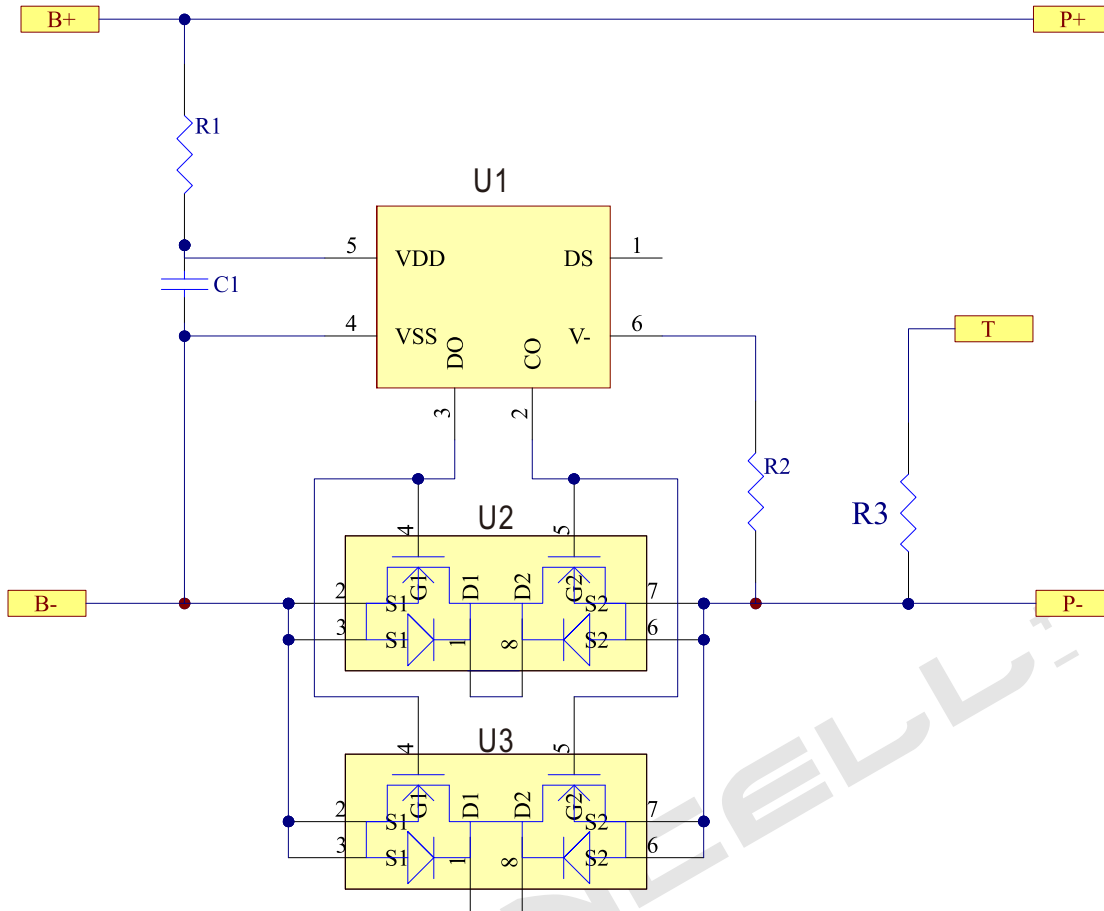 B+ P+
R1
U1
5 VDD DS 1
C1
4 VSS DO CO V- 6
T
3 2
R2
R3
U2
4 5
G1 D1 D2 G2
B- 2 S1 S2 7 P-
3 S1 1 8 S2 6
U3
4 5
G1 D1 D2 G2
2 S1 S2 7
3 S1 1 8 S2 6